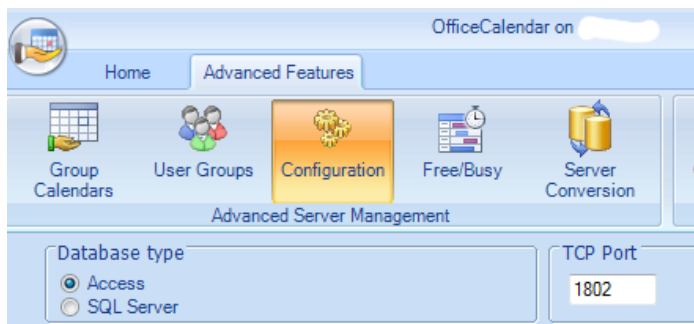 OfficeCalendar on
Home Advanced Features
Group Calendars User Groups Configuration Free/Busy Server Conversion
Advanced Server Management
Database type TCP Port
Access 1802
SQL Server